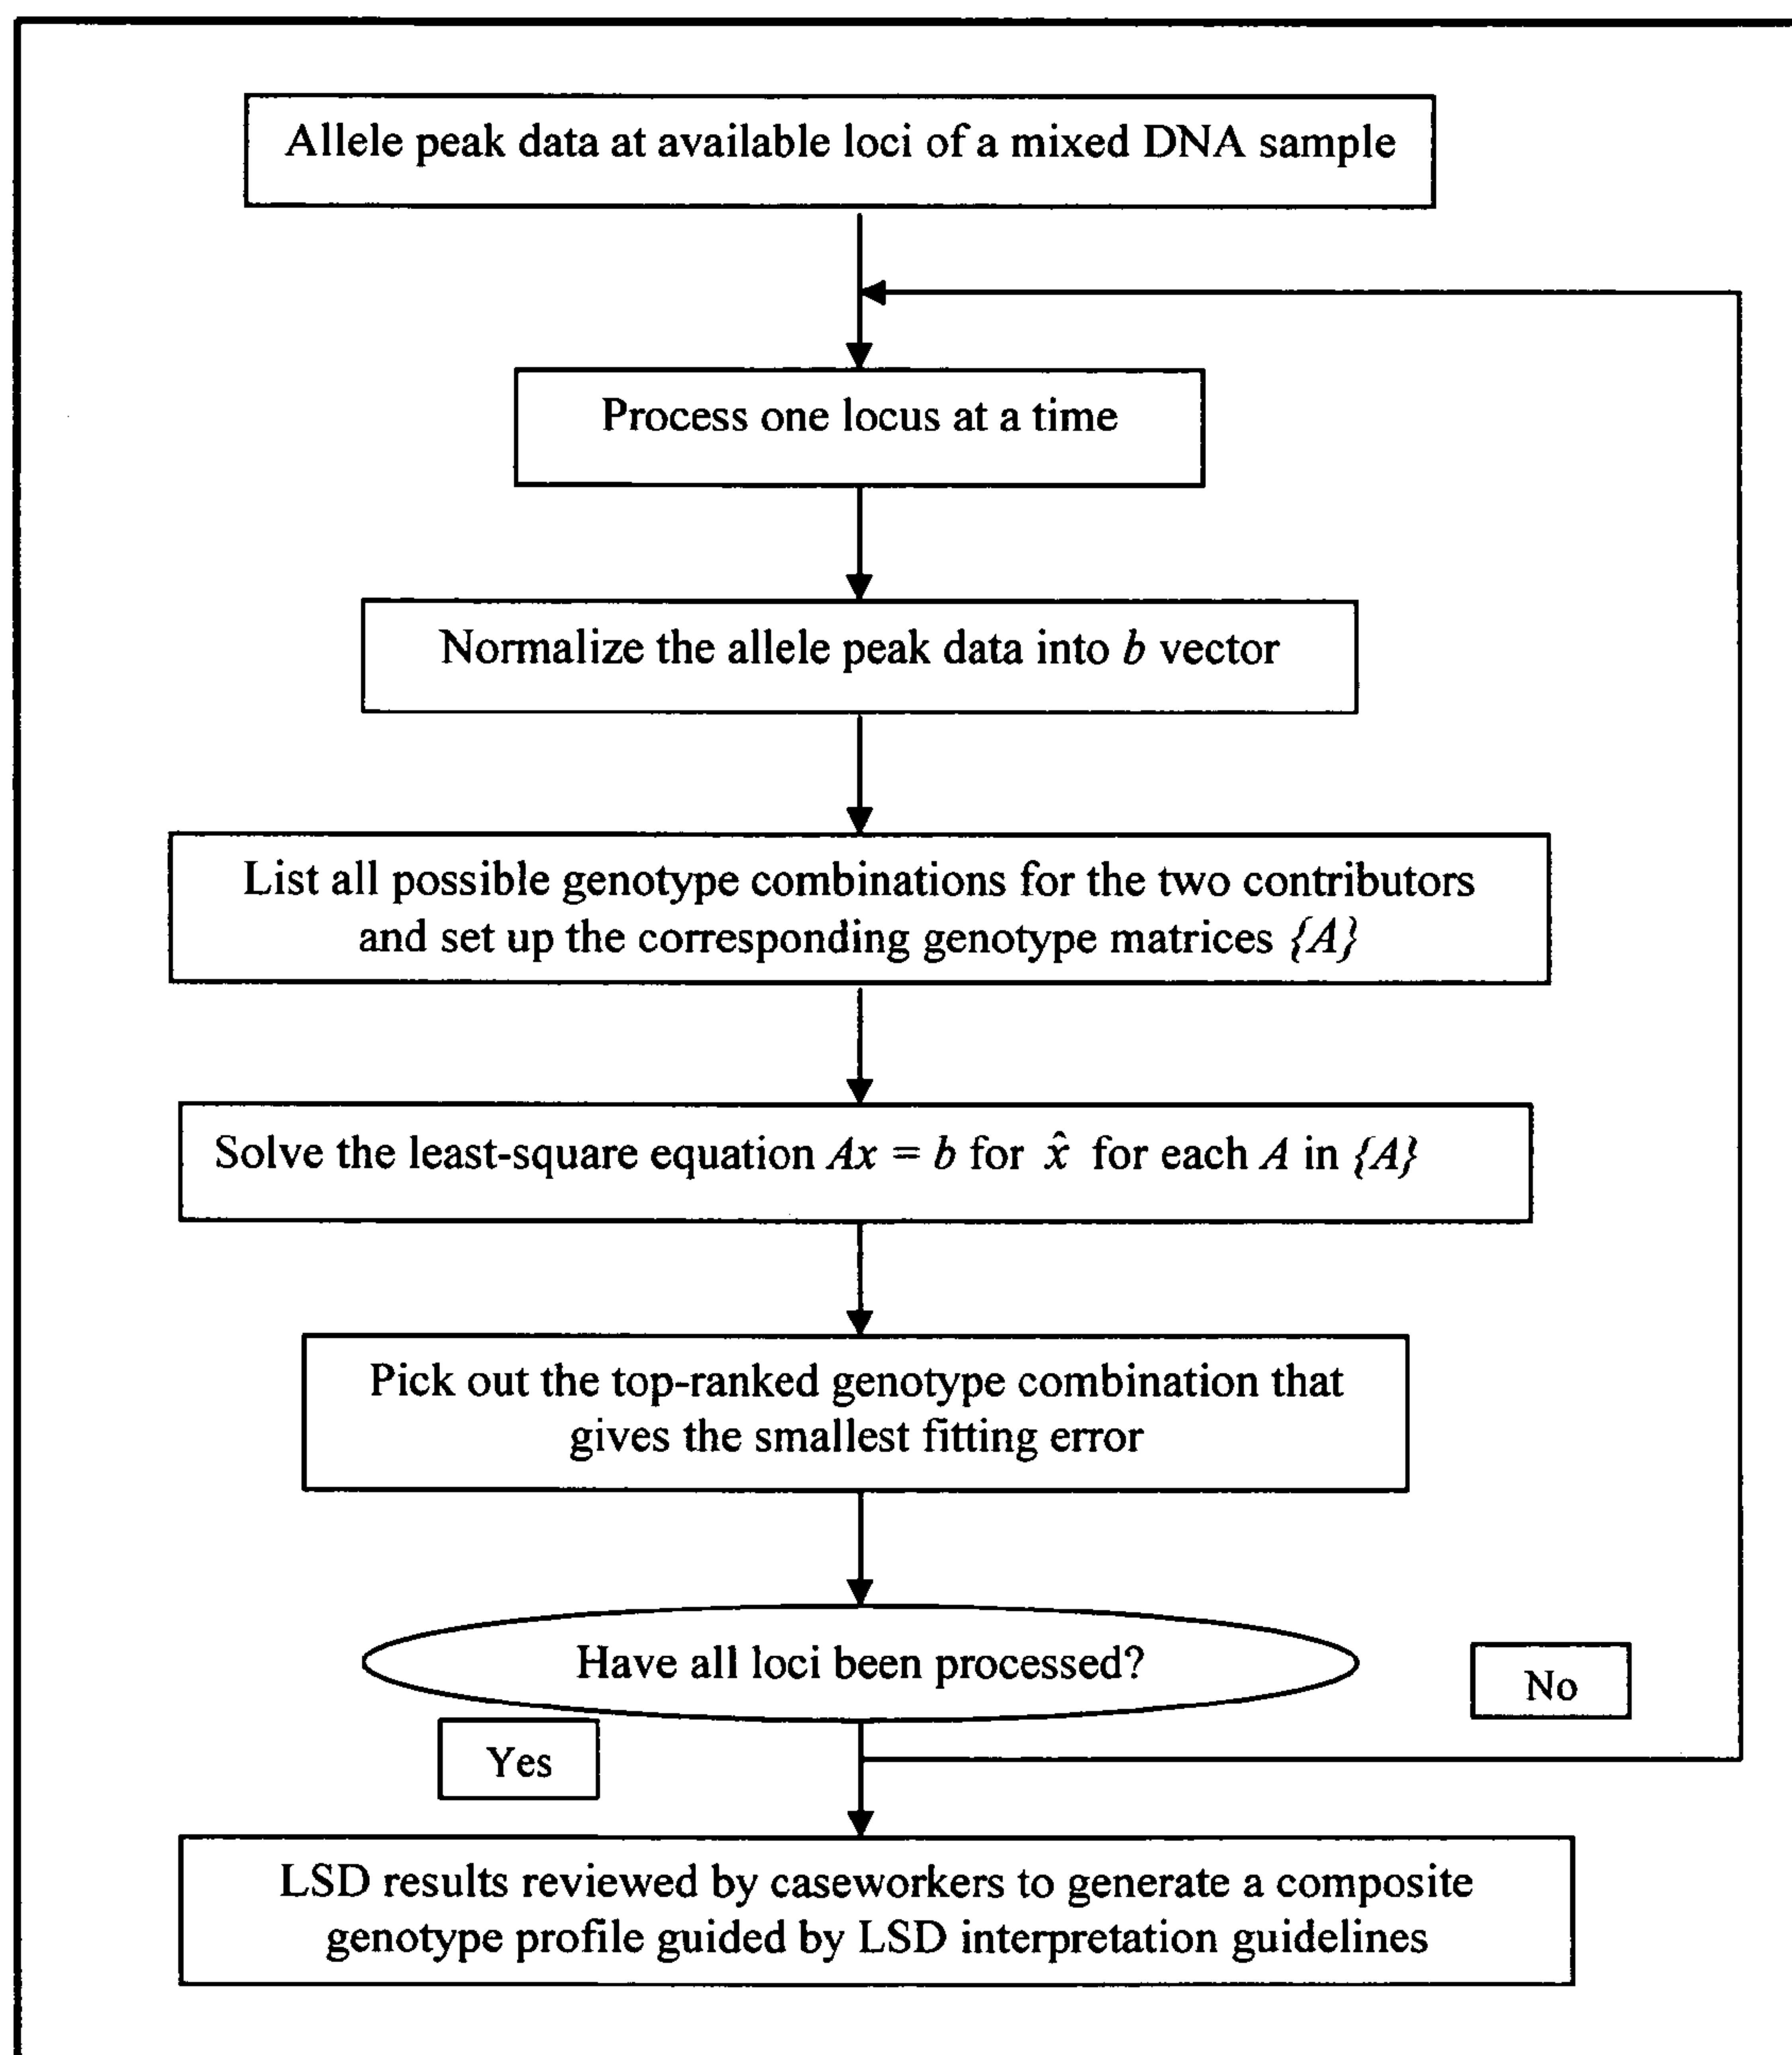 Allele peak data at available loci of a mixed DNA sample
Process one locus at a time
Normalize the allele peak data into b vector
List all possible genotype combinations for the two contributors
and set up the corresponding genotype matrices {A}
Solve the least-square equation Ax = b for x̂ for each A in {A}
Pick out the top-ranked genotype combination that
gives the smallest fitting error
Have all loci been processed?
No
Yes
LSD results reviewed by caseworkers to generate a composite
genotype profile guided by LSD interpretation guidelines